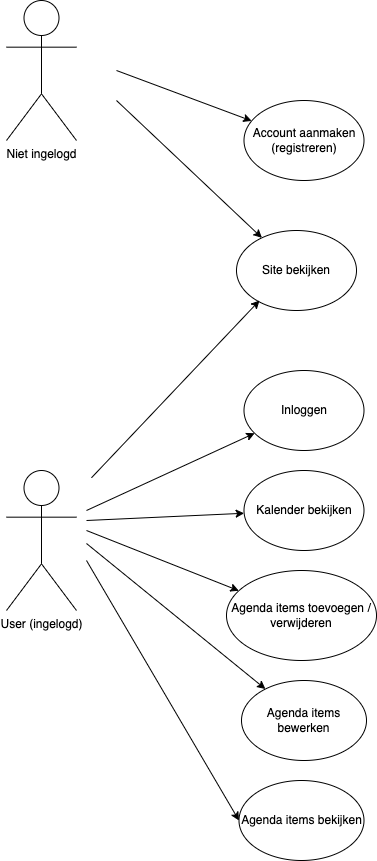 Niet ingelogd
Account aanmaken
(registreren)
Site bekijken
Inloggen
Kalender bekijken
User (ingelogd)
Agenda items toevoegen /
verwijderen
Agenda items
bewerken
Agenda items bekijken